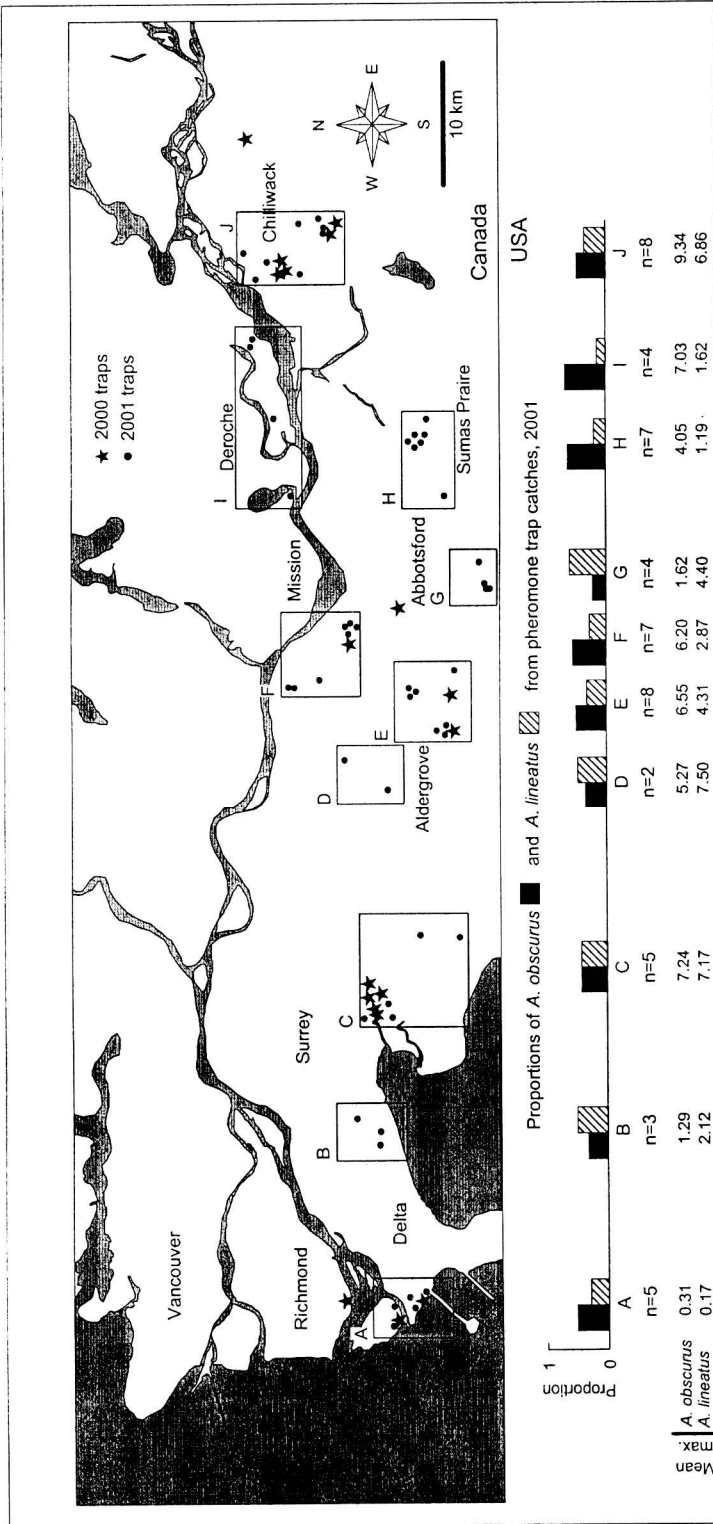 ★ 2000 traps
● 2001 traps
N
W E
S
10 km
Vancouver
Richmond
Delta
Surrey
Aldergrove
Abbotsford
Mission
Deroche
Sumas Praire
Chilliwack
Canada
USA
A
B
C
D
E
F
G
H
I
J
Proportions of A. obscurus and A. lineatus from pheromone trap catches, 2001
Proportion
1
0
A B C D E F G H I J
n=5 n=3 n=5 n=2 n=8 n=7 n=4 n=7 n=4 n=8
Mean max.
A. obscurus 0.31 1.29 7.24 5.27 6.55 6.20 1.62 4.05 7.03 9.34
A. lineatus 0.17 2.12 7.17 7.50 4.31 2.87 4.40 1.19 1.62 6.86